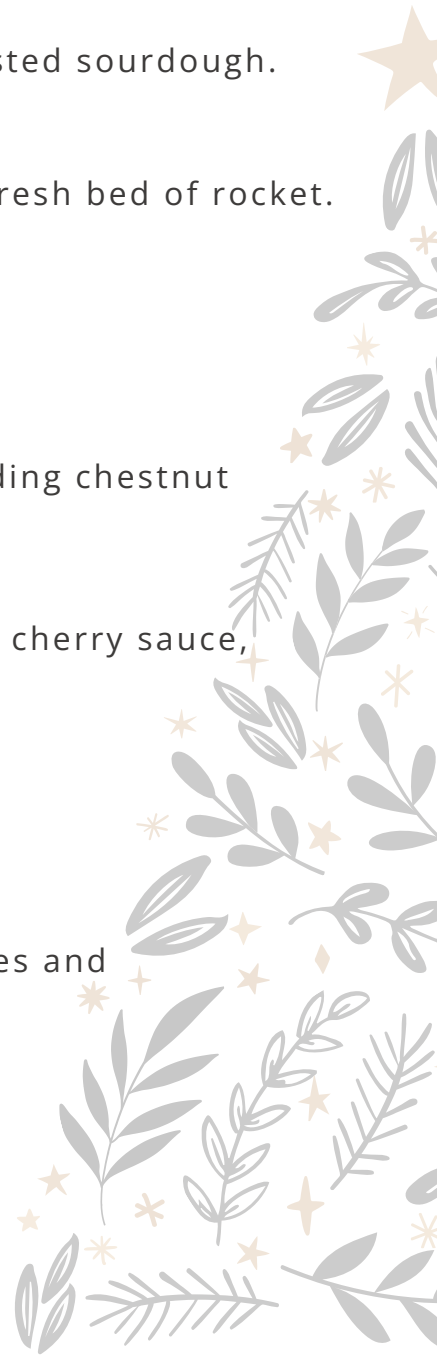 sted sourdough.
resh bed of rocket.
ding chestnut
cherry sauce,
es and